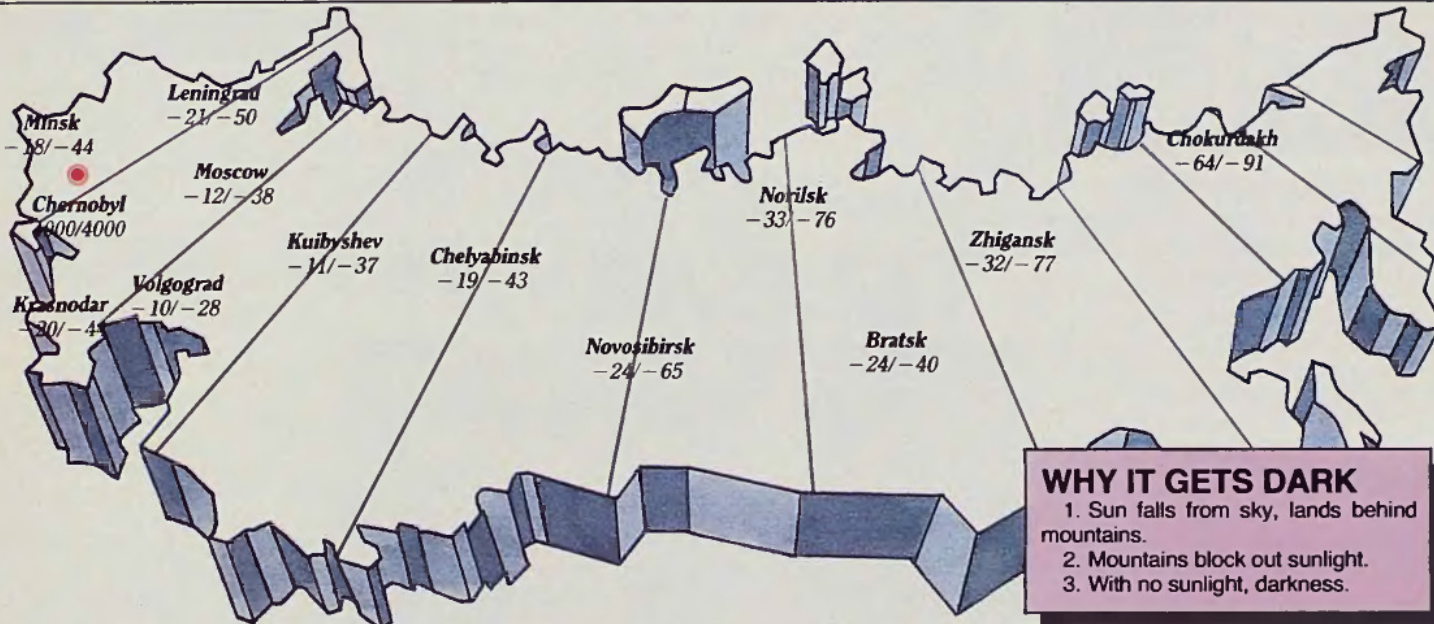 Leningrad
−21/−50
Minsk
−18/−44
Moscow
−12/−38
Chernobyl
4000/4000
Kuibyshev
−11/−37
Chelyabinsk
−19/−43
Volgograd
−10/−28
Krasnodar
Norilsk
−33/−76
Chokurdakh
−64/−91
Zhigansk
−32/−77
Novosibirsk
−24/−65
Bratsk
−24/−40
WHY IT GETS DARK
1. Sun falls from sky, lands behind
mountains.
2. Mountains block out sunlight.
3. With no sunlight, darkness.